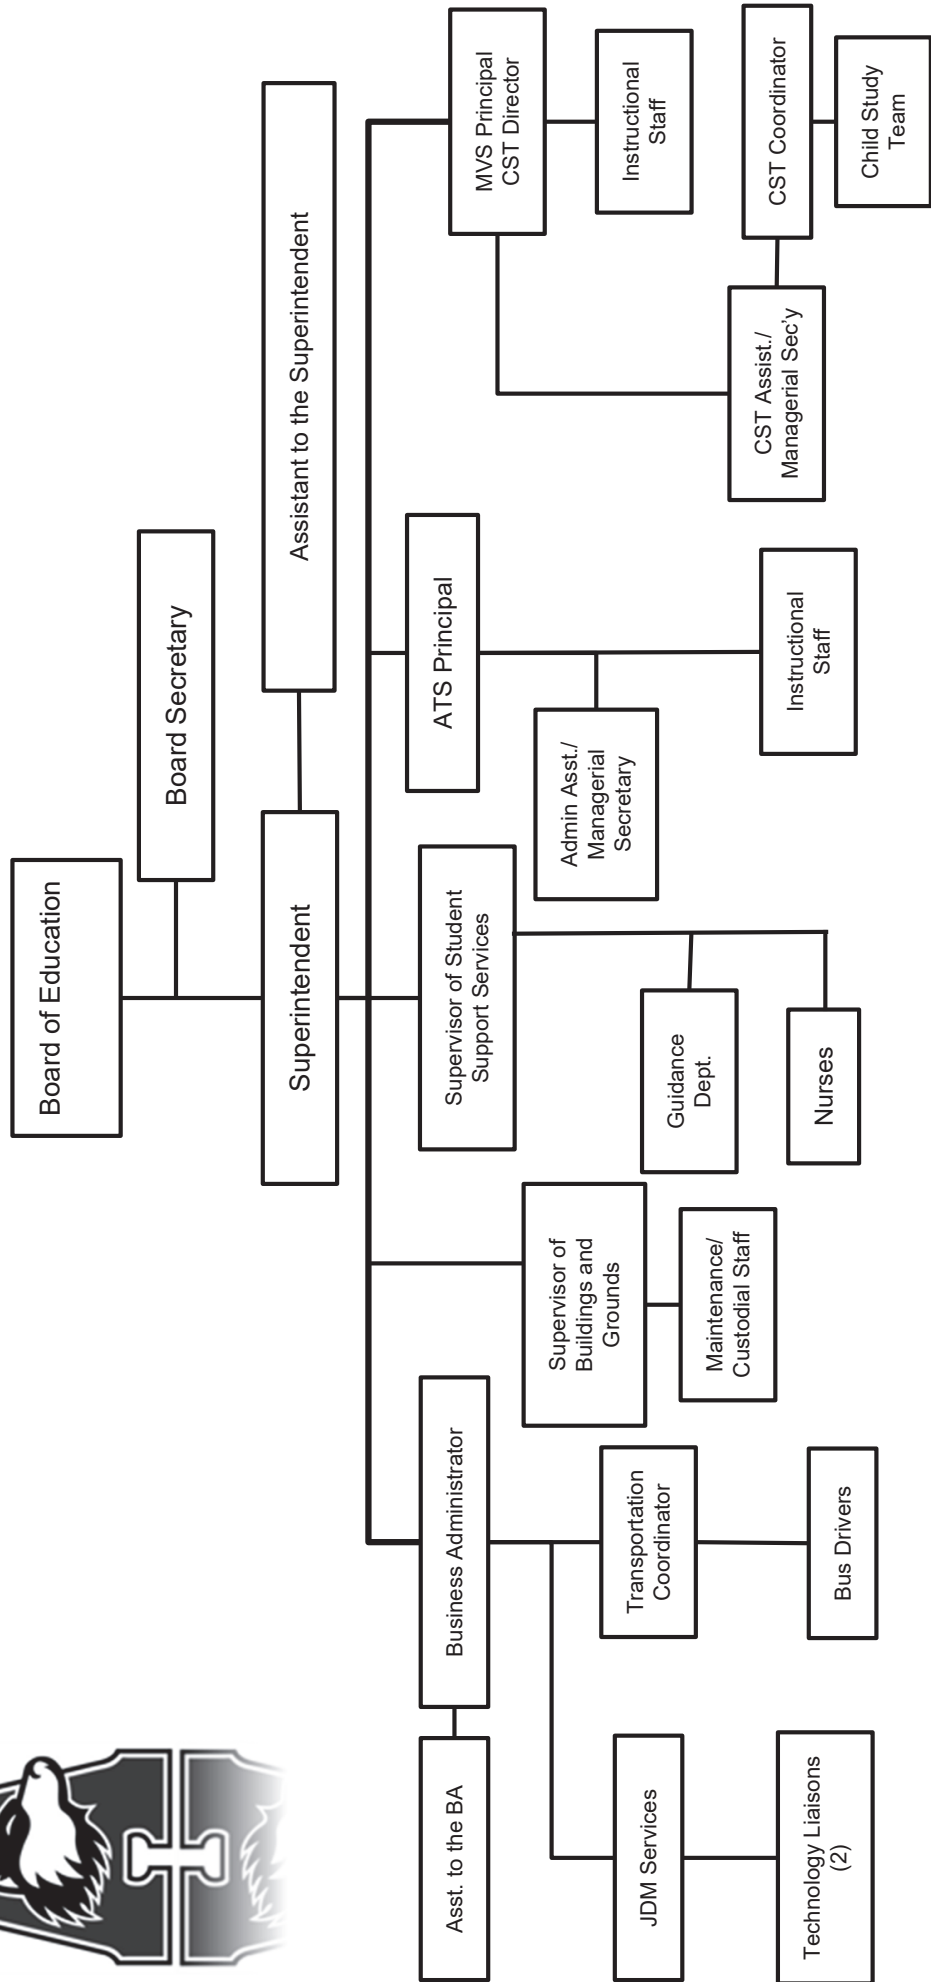 Board of Education
Board Secretary
Superintendent
Assistant to the Superintendent
Asst. to the BA
Business Administrator
Supervisor of
Buildings and
Grounds
Supervisor of Student
Support Services
ATS Principal
MVS Principal
CST Director
JDM Services
Transportation
Coordinator
Maintenance/
Custodial Staff
Guidance
Dept.
Admin Asst./
Managerial
Secretary
Instructional
Staff
Technology Liaisons
(2)
Bus Drivers
Nurses
Instructional
Staff
CST Assist./
Managerial Sec’y
CST Coordinator
Child Study
Team
H